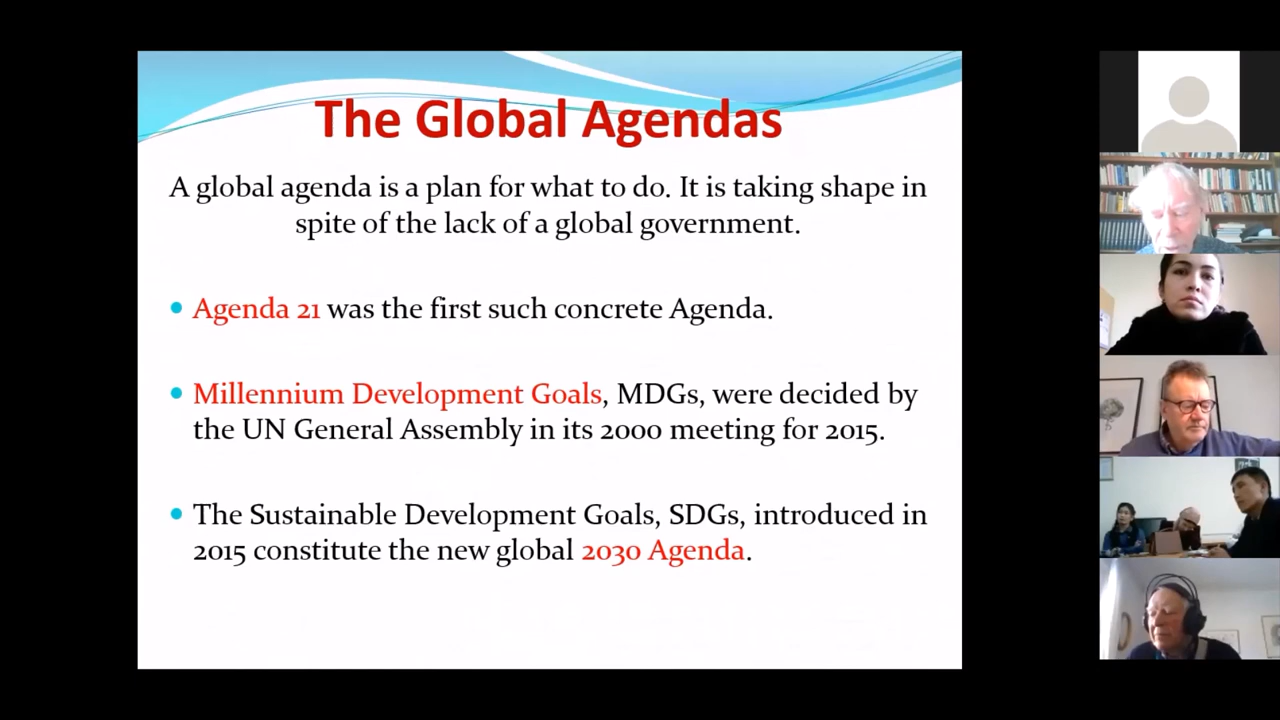 The Global Agendas
A global agenda is a plan for what to do. It is taking shape in
spite of the lack of a global government.
• Agenda 21 was the first such concrete Agenda.
• Millennium Development Goals, MDGs, were decided by
the UN General Assembly in its 2000 meeting for 2015.
• The Sustainable Development Goals, SDGs, introduced in
2015 constitute the new global 2030 Agenda.